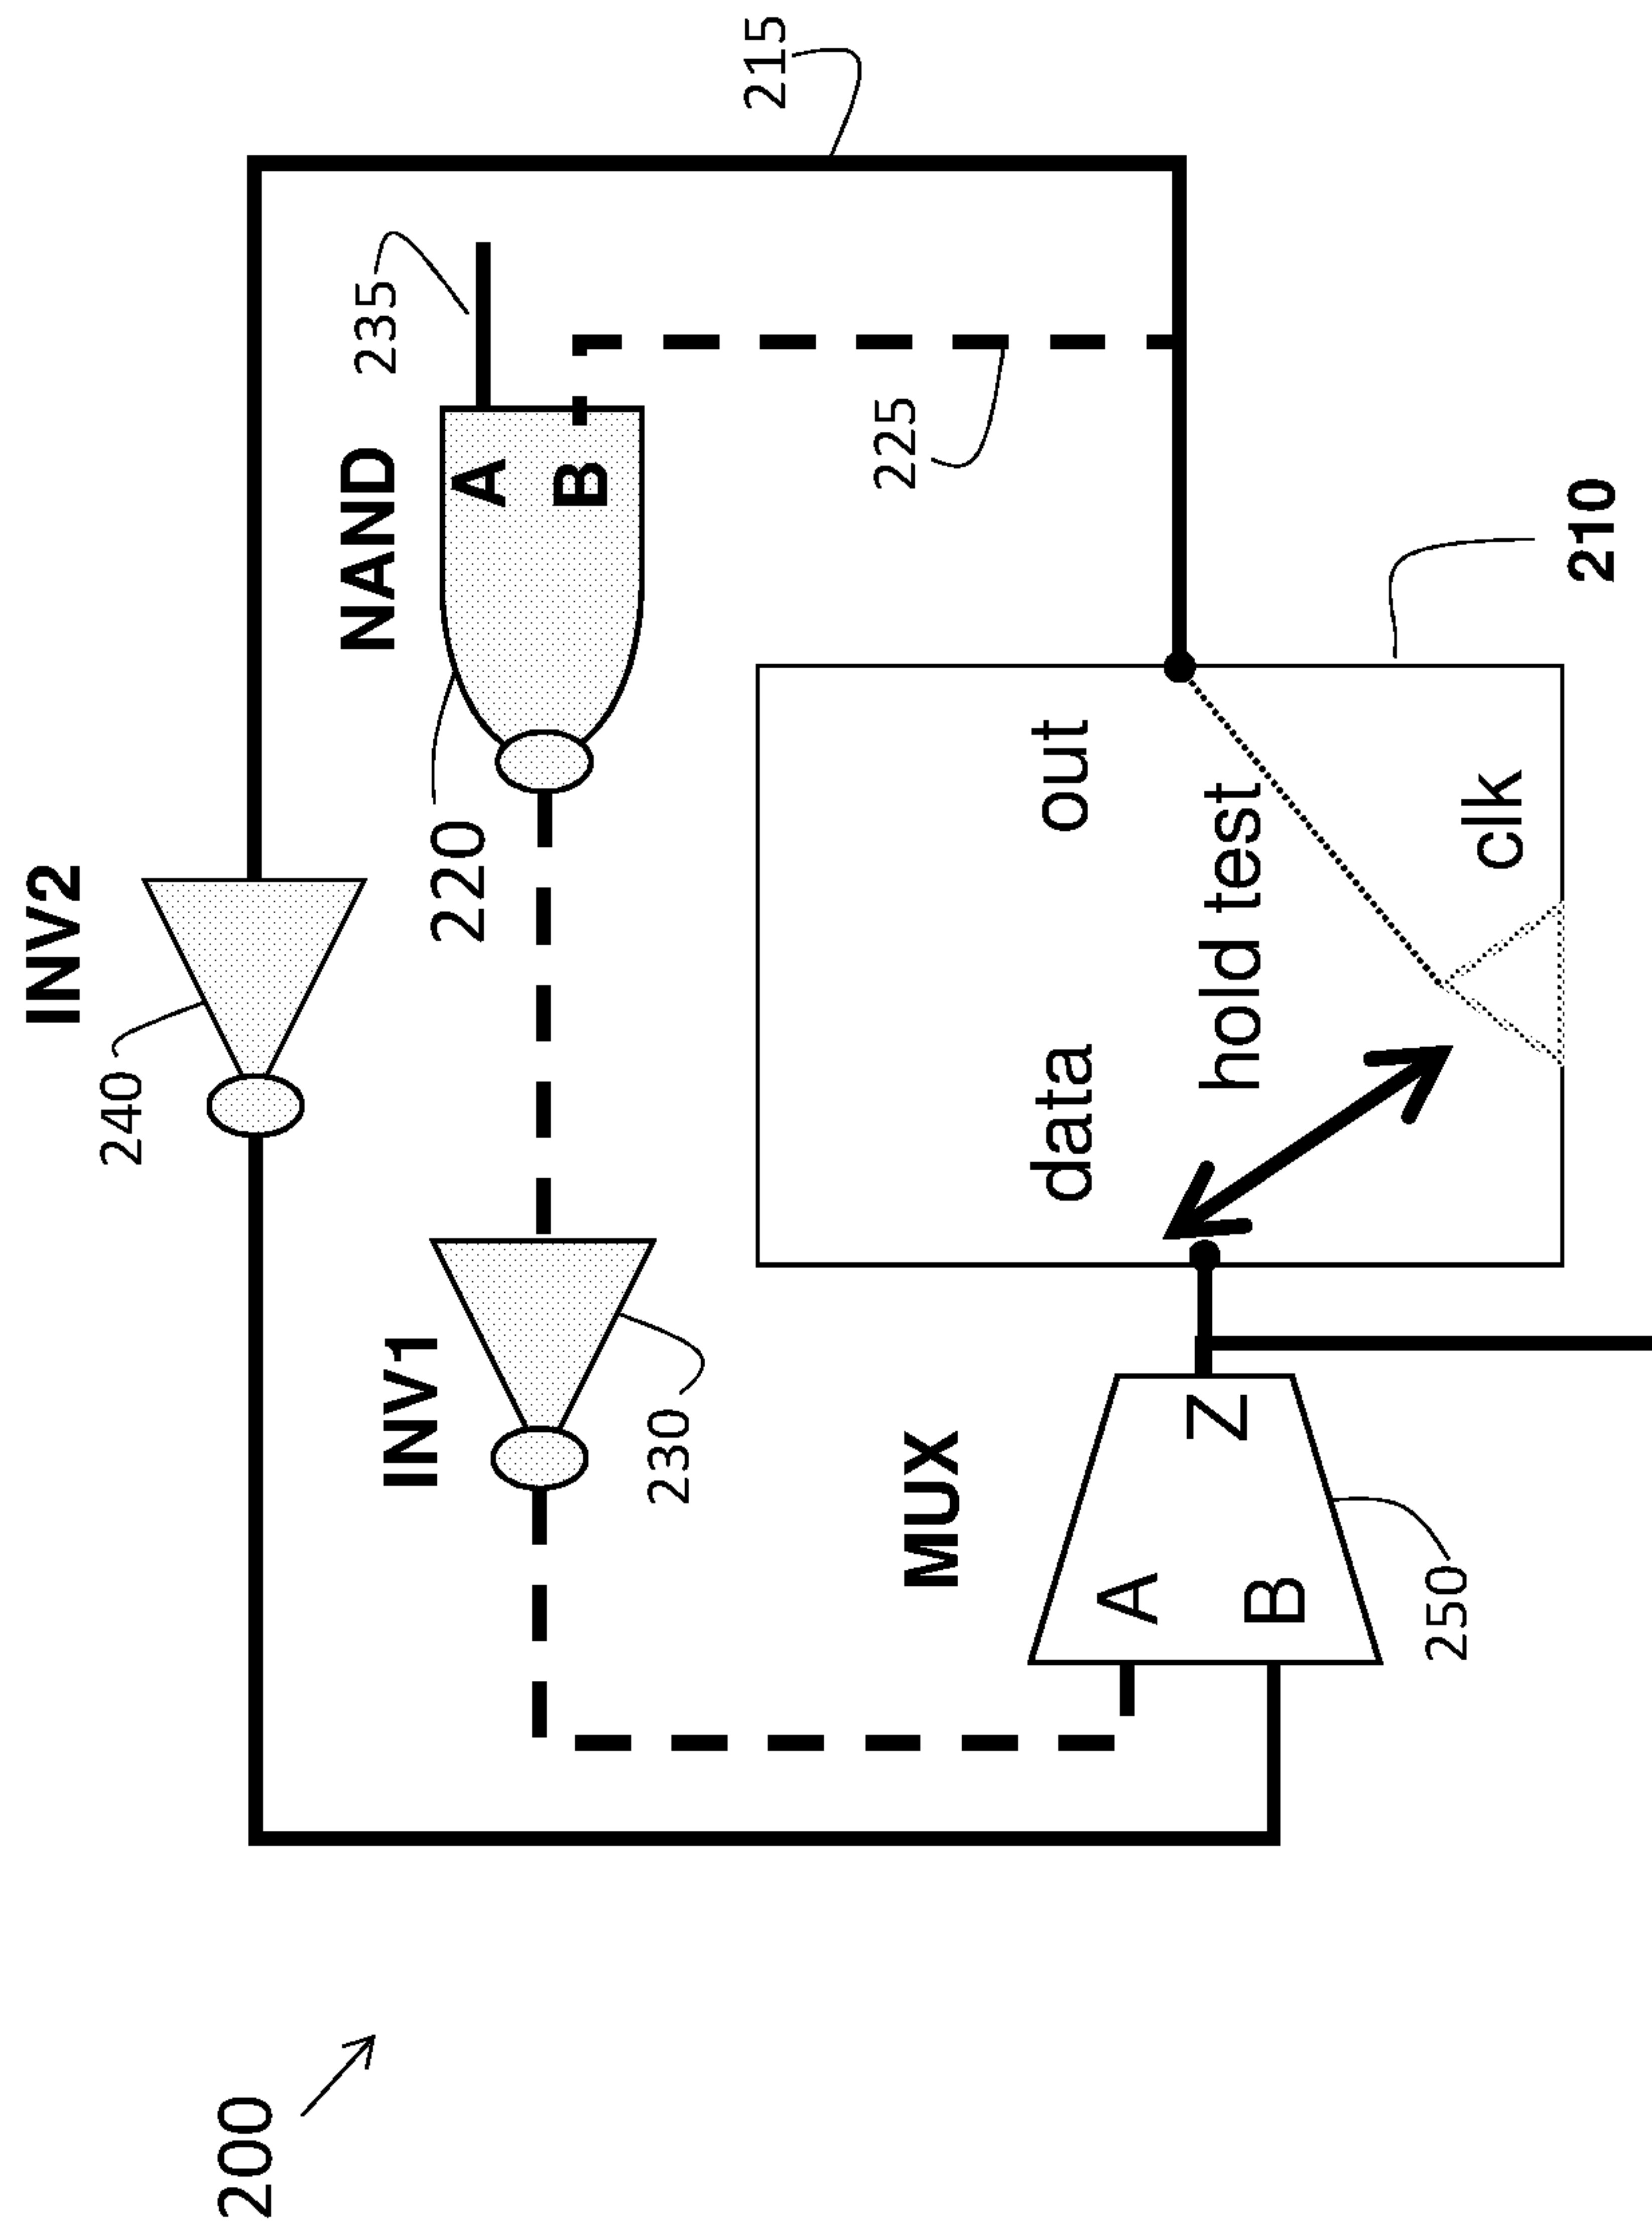 INV2
240
215
235
NAND
A
B
220
225
INV1
230
MUX
A
B
Z
250
data
out
hold test
clk
210
200